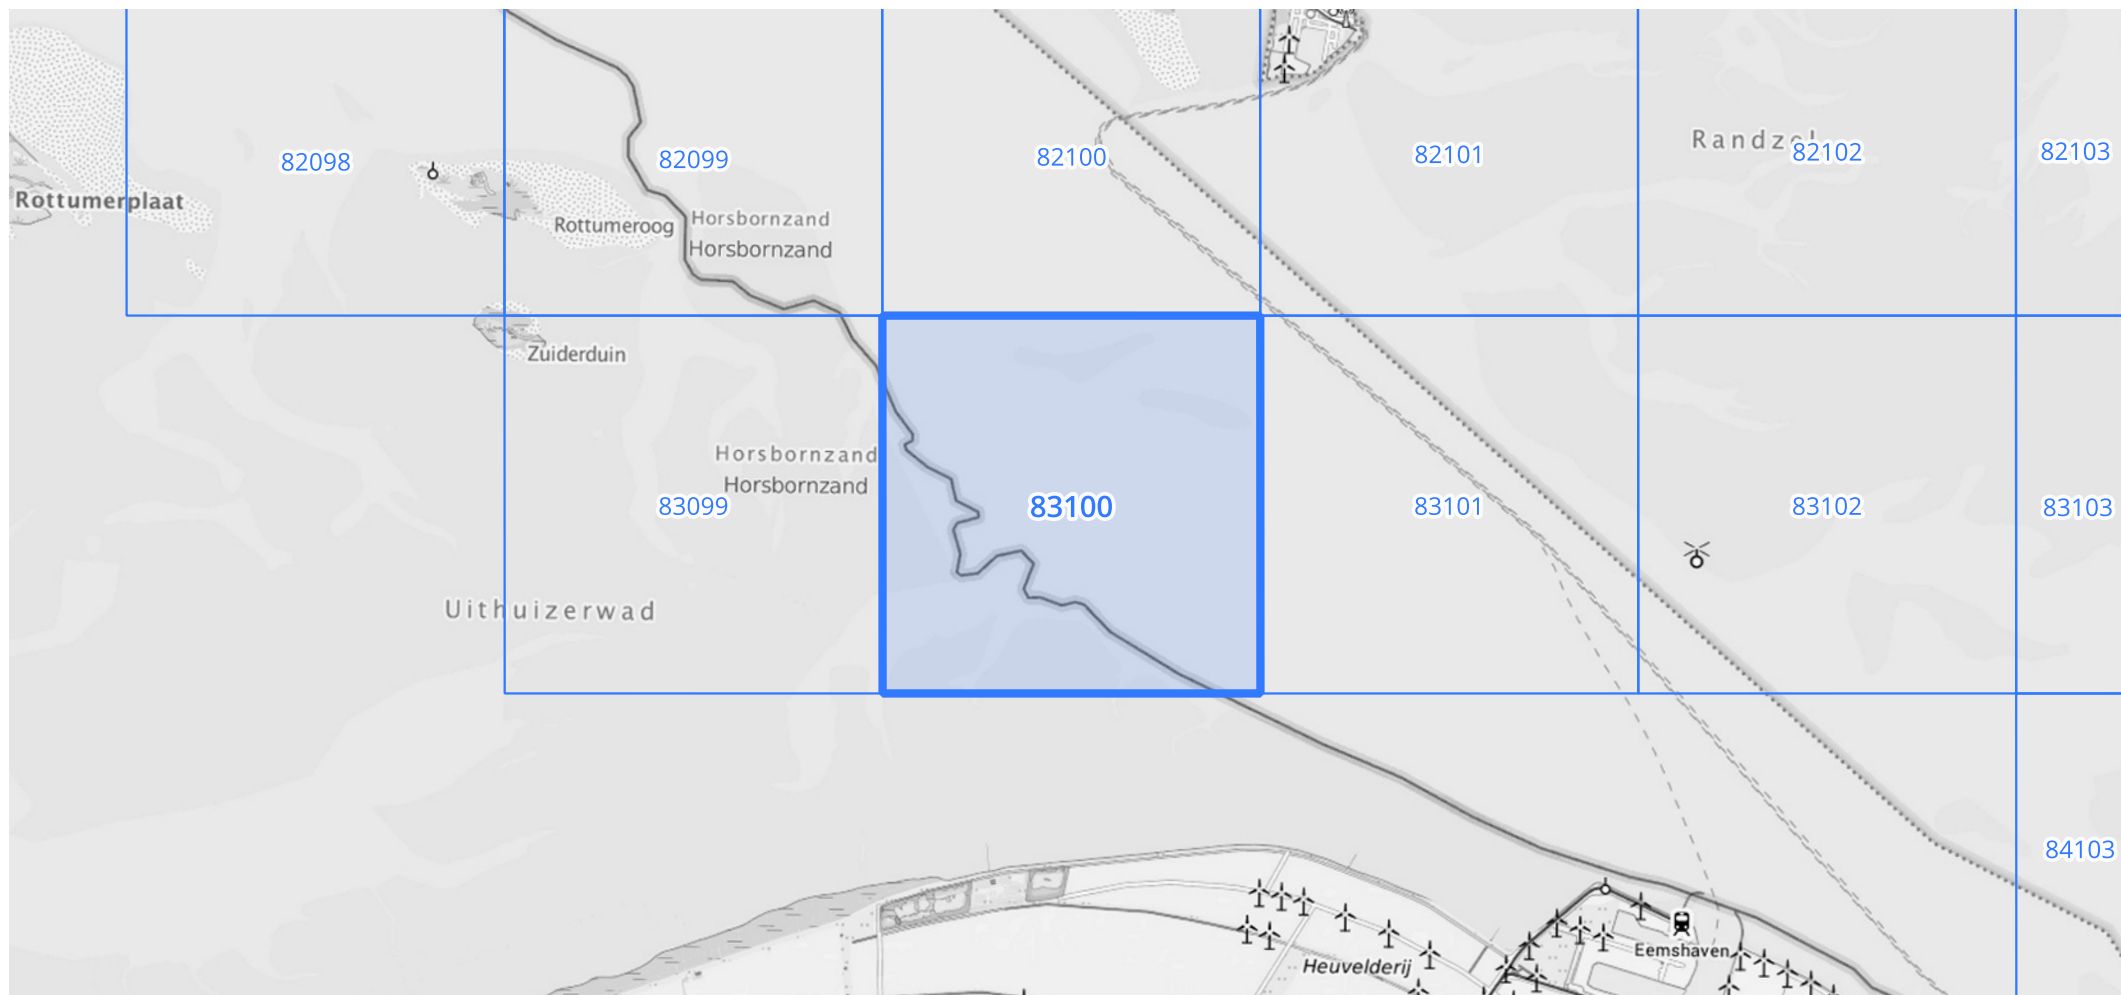 Randzel
82098
82099
82100
82101
82102
82103
Rottumerplaat
Rottumeroog
Horsbornzand
Horsbornzand
Zuiderduin
Horsbornzand
Horsbornzand
83099
83100
83101
83102
83103
Uithuizerwad
84103
Eemshaven
Heuvelderij